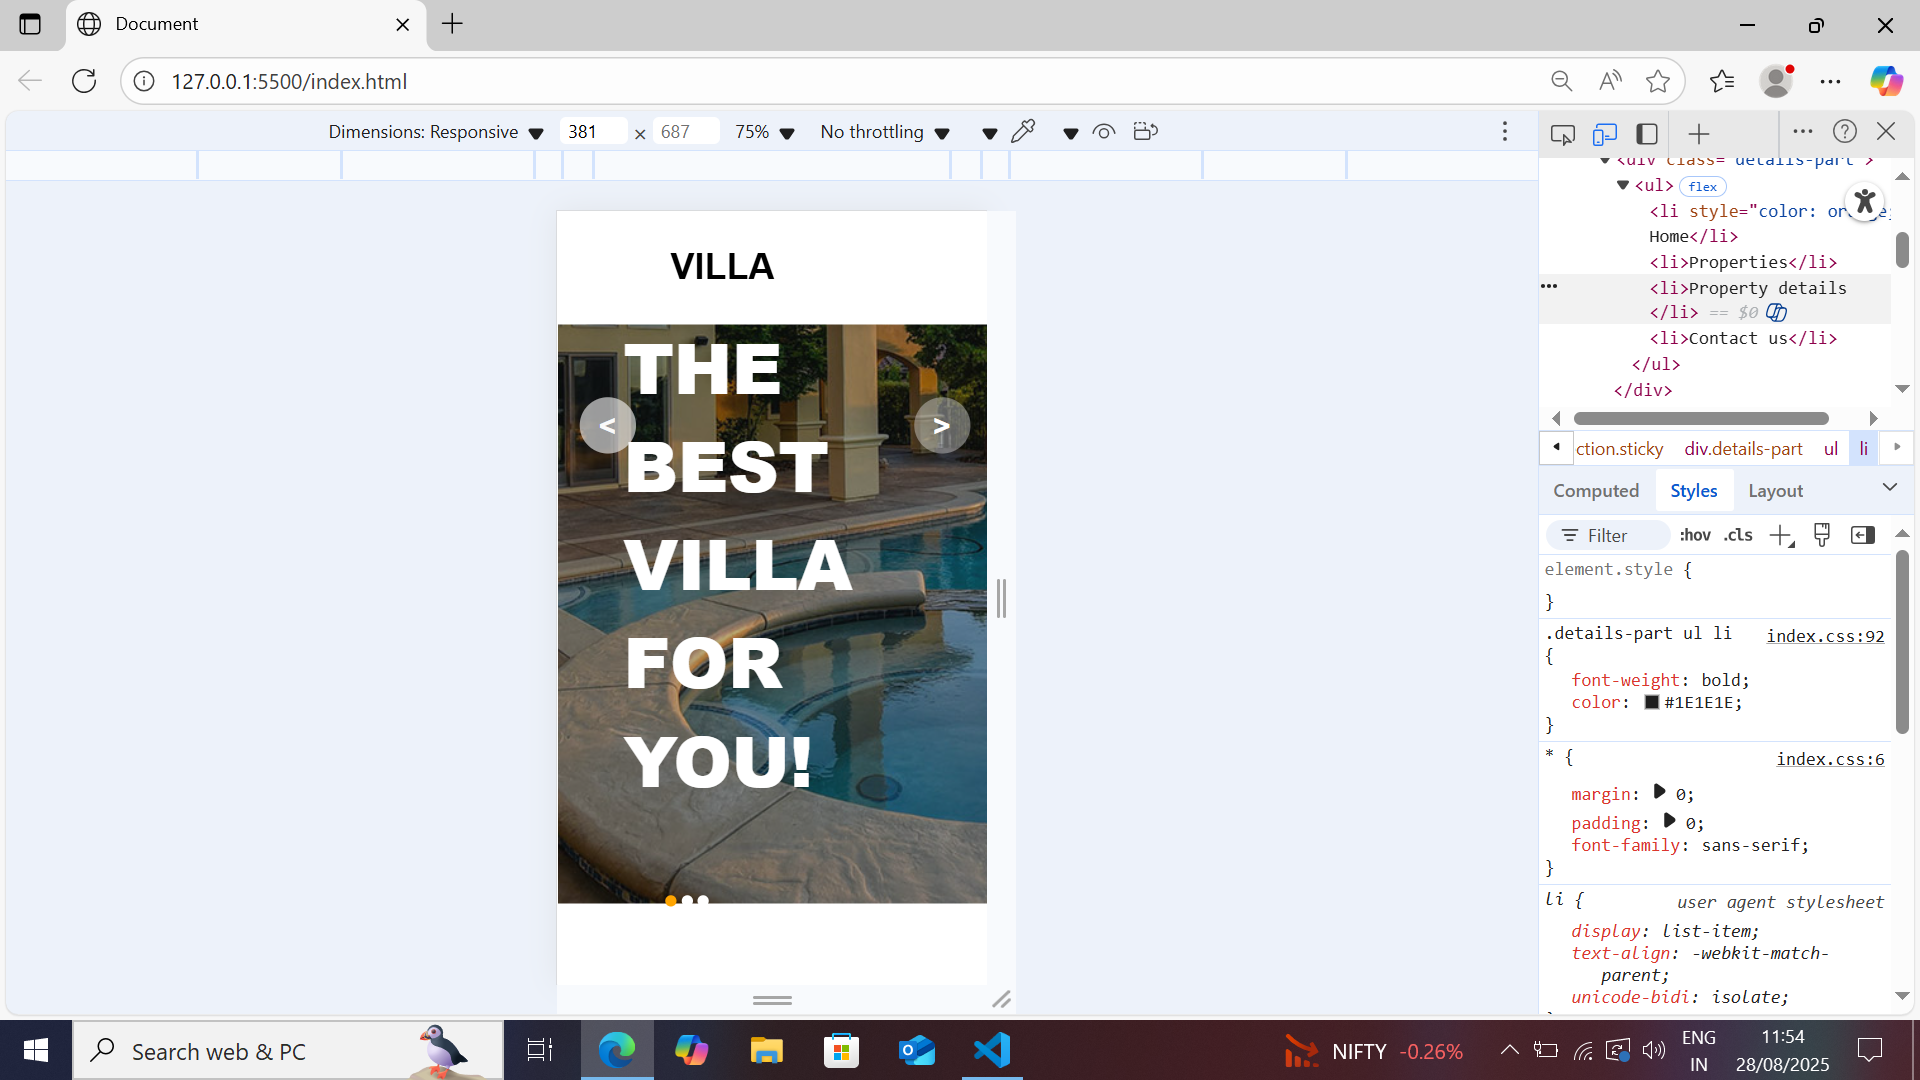 Document
127.0.0.1:5500/index.html
Dimensions: Responsive 381 × 687 75% No throttling
<div class="details-part">
<ul> flex
<li style="color: orange;
Home</li>
<li>Properties</li>
<li>Property details
</li> == $0
<li>Contact us</li>
</ul>
</div>
ction.sticky div.details-part ul li
Computed Styles Layout
Filter :hov .cls
element.style {
}
.details-part ul li index.css:92
{
font-weight: bold;
color: #1E1E1E;
}
* { index.css:6
margin: 0;
padding: 0;
font-family: sans-serif;
}
li { user agent stylesheet
display: list-item;
text-align: -webkit-match-
parent;
unicode-bidi: isolate;
VILLA
THE
< >
BEST
VILLA
FOR
YOU!
Search web & PC
NIFTY -0.26%
ENG
IN
11:54
28/08/2025